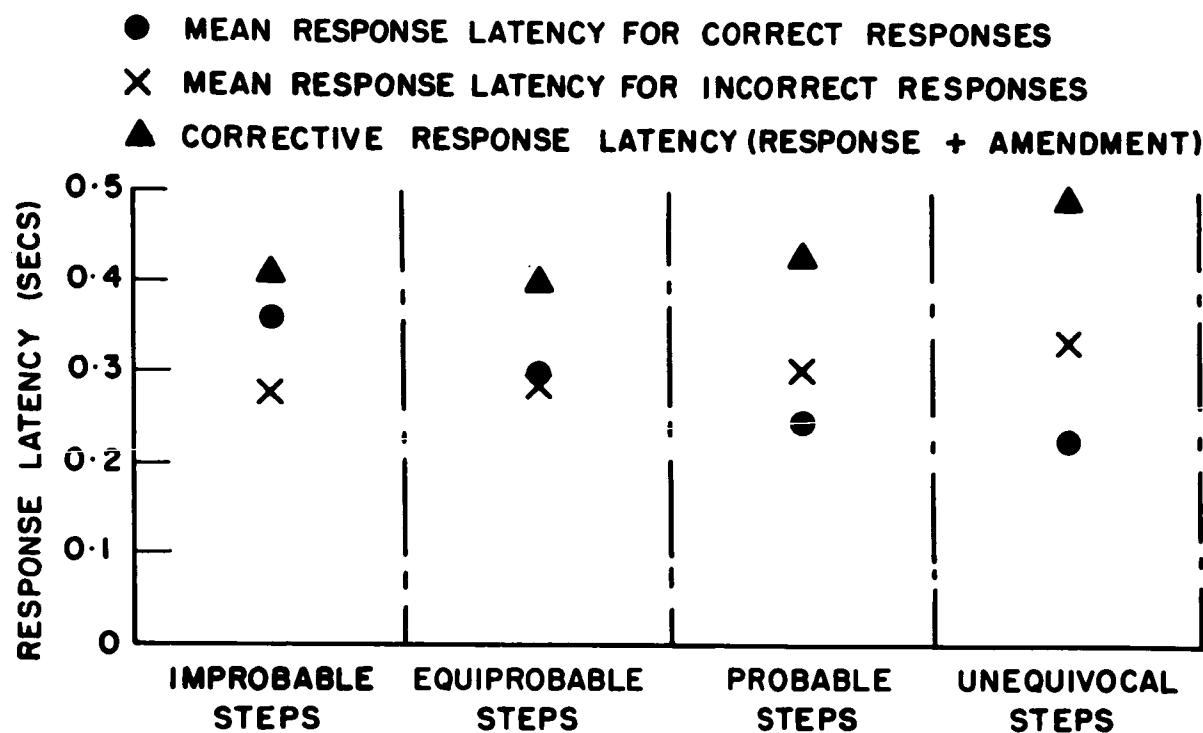 MEAN RESPONSE LATENCY FOR CORRECT RESPONSES
MEAN RESPONSE LATENCY FOR INCORRECT RESPONSES
CORRECTIVE RESPONSE LATENCY (RESPONSE + AMENDMENT)
RESPONSE LATENCY (SECS)
0·5
0·4
0·3
0·2
0·1
0
IMPROBABLE
STEPS
EQUIPROBABLE
STEPS
PROBABLE
STEPS
UNEQUIVOCAL
STEPS